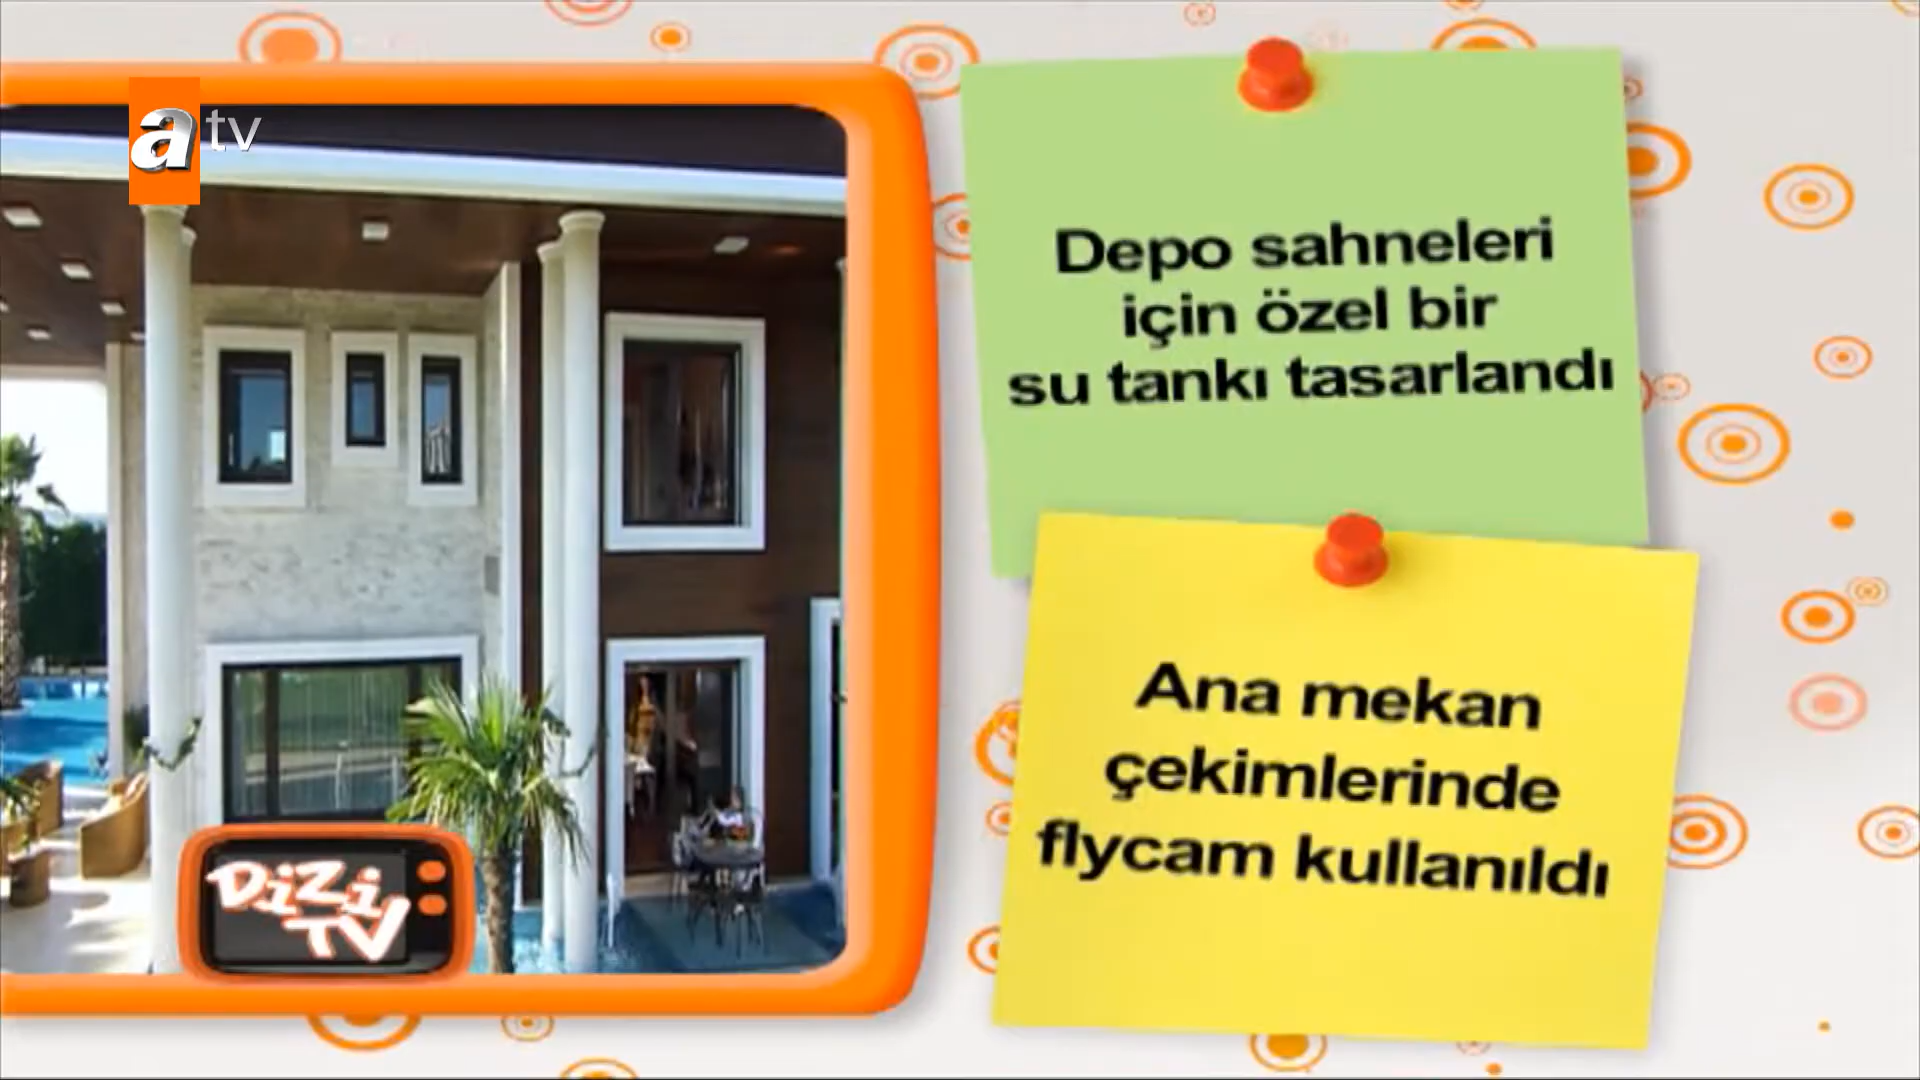 atv
Depo sahneleri
için özel bir
su tankı tasarlandı
Ana mekan
çekimlerinde
flycam kullanıldı
DiZi
TV